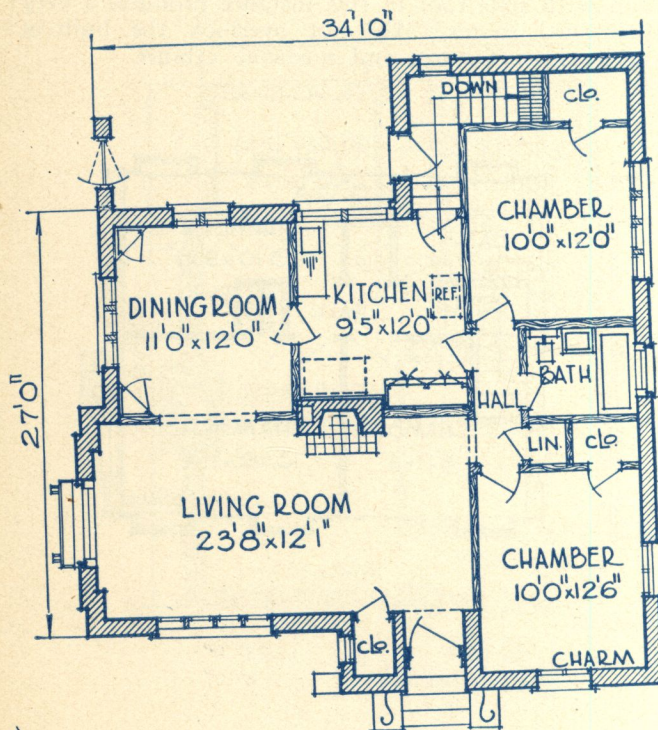 34'10"
DOWN
CLO.
CHAMBER
10'0"x12'0"
DINING ROOM
11'0"x12'0"
KITCHEN
9'5"x12'0"
REF.
27'0"
HALL
BATH
LIN.
CLO.
LIVING ROOM
23'8"x12'1"
CHAMBER
10'0"x12'6"
CLO.
CHARM